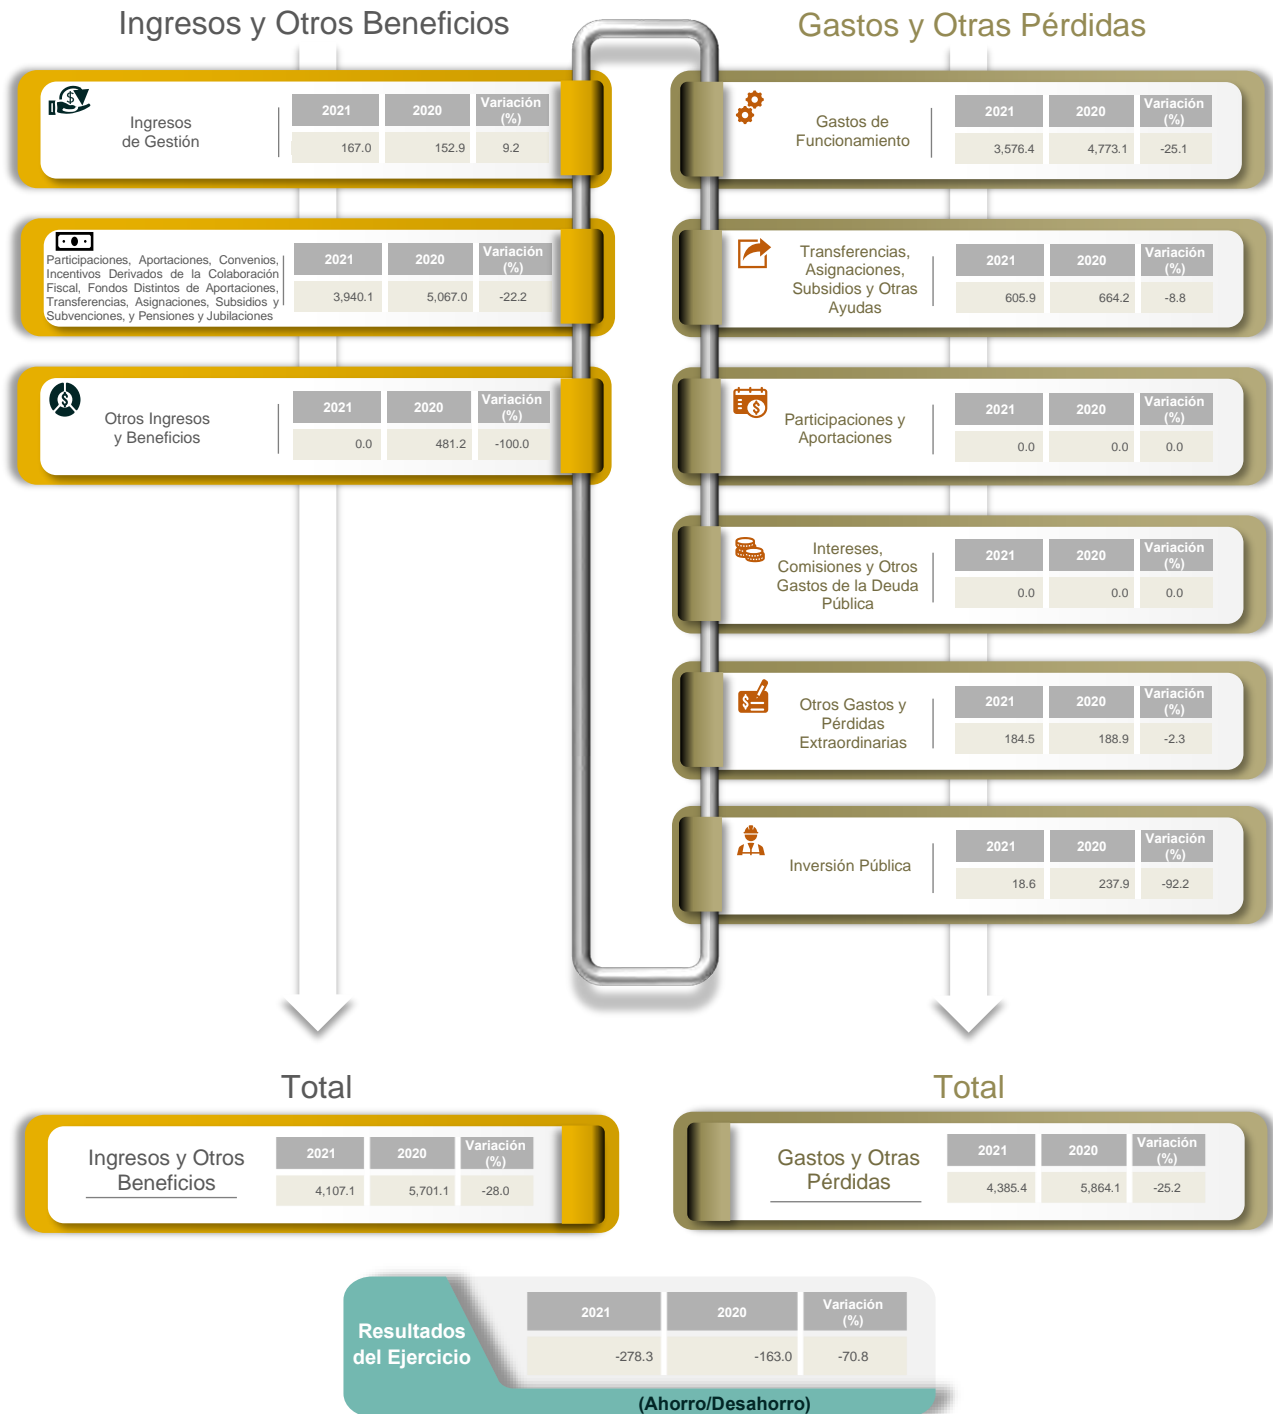 Ingresos y Otros Beneficios
Ingresos
de Gestión
2021 2020 Variación
(%)
167.0 152.9 9.2
Participaciones, Aportaciones, Convenios,
Incentivos Derivados de la Colaboración
Fiscal, Fondos Distintos de Aportaciones,
Transferencias, Asignaciones, Subsidios y
Subvenciones, y Pensiones y Jubilaciones
2021 2020 Variación
(%)
3,940.1 5,067.0 -22.2
Otros Ingresos
y Beneficios
2021 2020 Variación
(%)
0.0 481.2 -100.0
Gastos y Otras Pérdidas
Gastos de
Funcionamiento
2021 2020 Variación
(%)
3,576.4 4,773.1 -25.1
Transferencias,
Asignaciones,
Subsidios y Otras
Ayudas
2021 2020 Variación
(%)
605.9 664.2 -8.8
Participaciones y
Aportaciones
2021 2020 Variación
(%)
0.0 0.0 0.0
Intereses,
Comisiones y Otros
Gastos de la Deuda
Pública
2021 2020 Variación
(%)
0.0 0.0 0.0
Otros Gastos y
Pérdidas
Extraordinarias
2021 2020 Variación
(%)
184.5 188.9 -2.3
Inversión Pública
2021 2020 Variación
(%)
18.6 237.9 -92.2
Total
Ingresos y Otros
Beneficios
2021 2020 Variación
(%)
4,107.1 5,701.1 -28.0
Total
Gastos y Otras
Pérdidas
2021 2020 Variación
(%)
4,385.4 5,864.1 -25.2
Resultados
del Ejercicio
2021 2020 Variación
(%)
-278.3 -163.0 -70.8
(Ahorro/Desahorro)